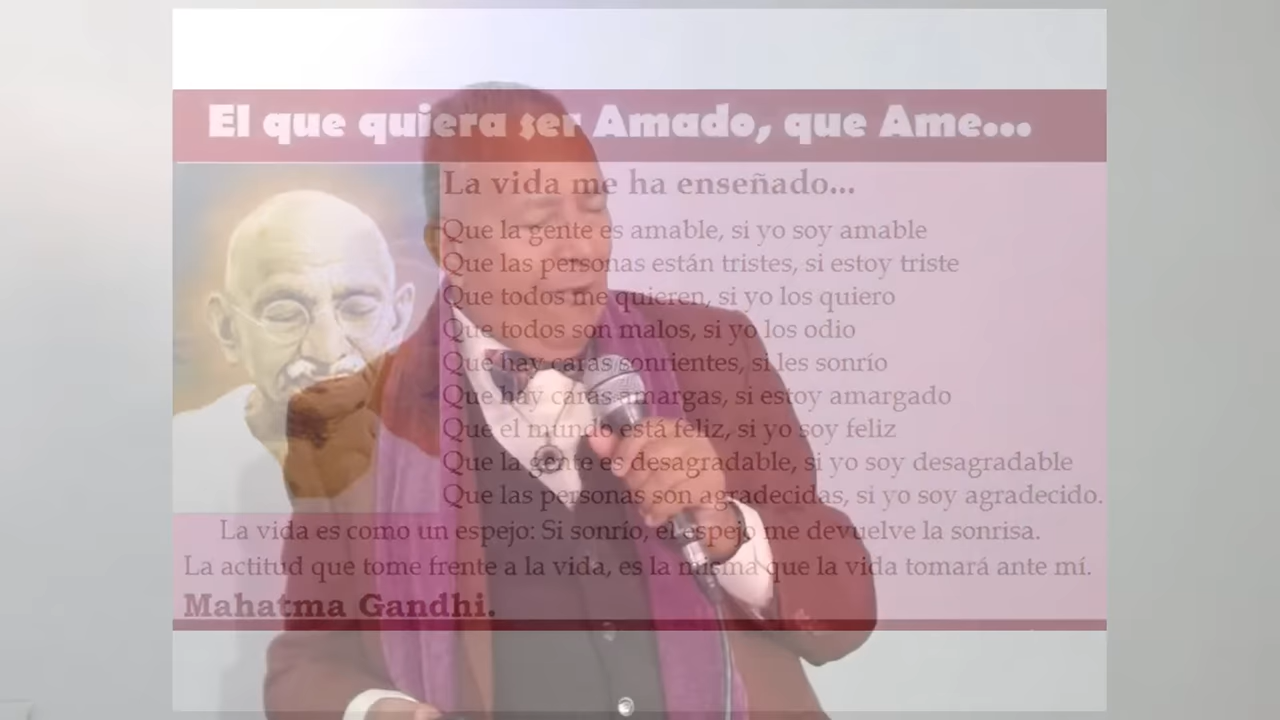 El que quiera ser Amado, que Ame...
La vida me ha enseñado...
Que la gente es amable, si yo soy amable
Que las personas están tristes, si estoy triste
Que todos me quieren, si yo los quiero
Que todos son malos, si yo los odio
Que hay caras sonrientes, si les sonrío
Que hay caras amargas, si estoy amargado
Que el mundo está feliz, si yo soy feliz
Que la gente es desagradable, si yo soy desagradable
Que las personas son agradecidas, si yo soy agradecido.
La vida es como un espejo: Si sonrío, el espejo me devuelve la sonrisa.
La actitud que tome frente a la vida, es la misma que la vida tomará ante mí.
Mahatma Gandhi.